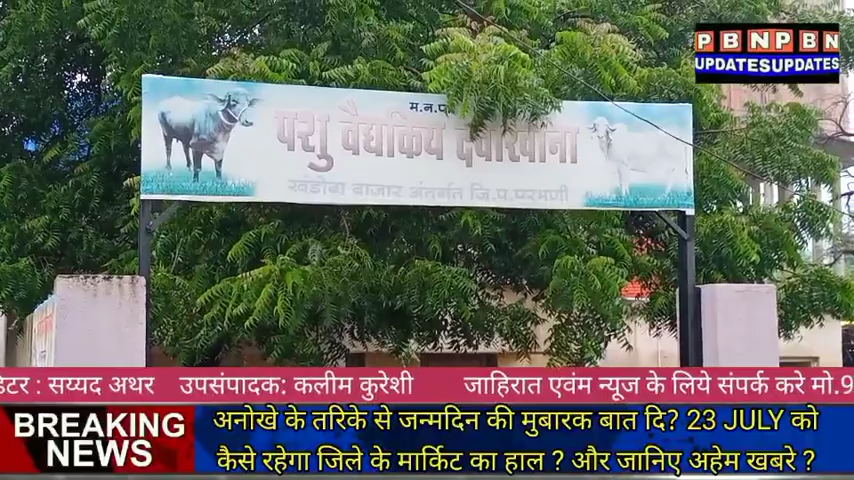 PBNPBN
UPDATESUPDATES
म.न.प
पशु वैद्यकिय दवाखाना
खंडोबा बाजार अंतर्गत जि.प.परभणी
डिटर : सय्यद अथर उपसंपादक: कलीम कुरेशी जाहिरात एवंम न्यूज के लिये संपर्क करे मो.9
BREAKING NEWS
अनोखे के तरिके से जन्मदिन की मुबारक बात दि? 23 JULY को
कैसे रहेगा जिले के मार्किट का हाल ? और जानिए अहेम खबरे ?